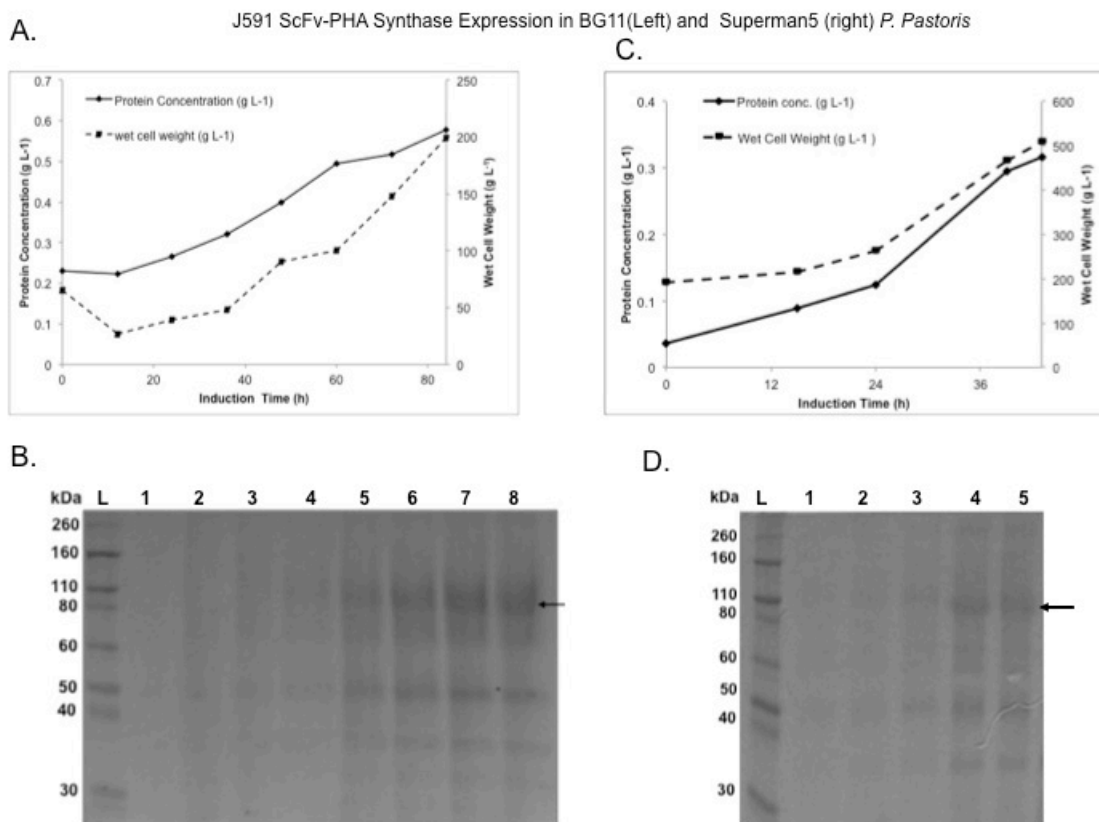 J591 ScFv-PHA Synthase Expression in BG11(Left) and Superman5 (right) P. Pastoris
A.
0.7
0.6
0.5
0.4
0.3
0.2
0.1
0
Protein Concentration (g L-1)
Protein Concentration (g L-1)
wet cell weight (g L-1)
250
200
150
100
50
0
Wet Cell Weight (g L-1)
0 20 40 60 80
Induction Time (h)
C.
0.4
0.3
0.2
0.1
0
Protein Concentration (g L-1)
Protein conc. (g L-1)
Wet Cell Weight (g L-1 )
600
500
400
300
200
100
0
Wet Cell Weight (g L-1)
0 12 24 36
Induction Time (h)
B.
kDa L 1 2 3 4 5 6 7 8
260
160
110
80
60
50
40
30
D.
kDa L 1 2 3 4 5
260
160
110
80
60
50
40
30